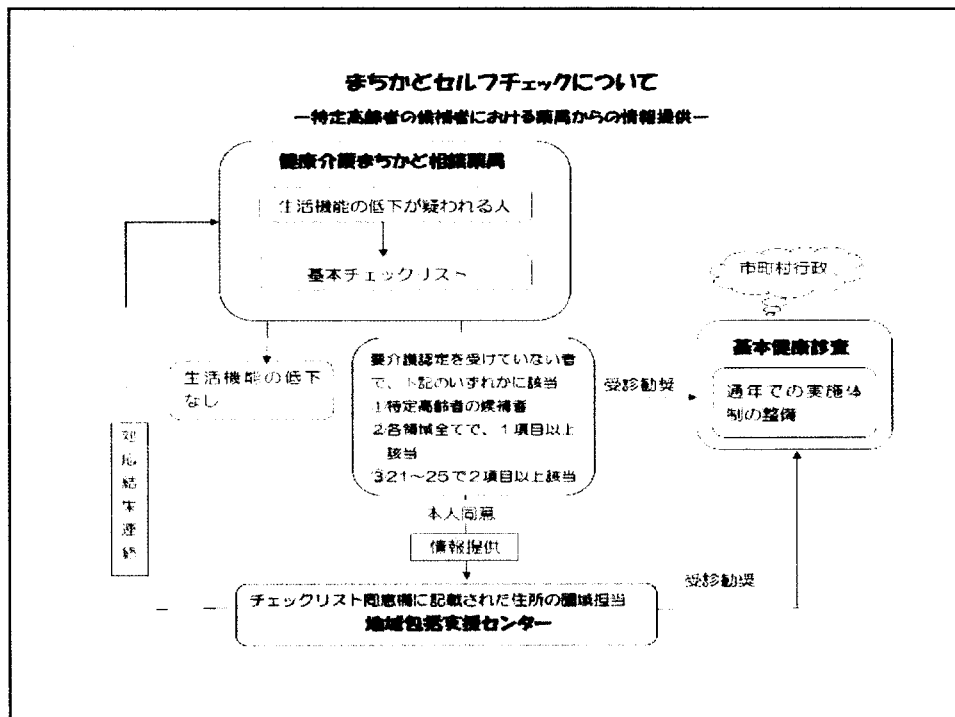 まちかどセルフチェックについて
ー特定高齢者の候補者における薬局からの情報提供ー
健康介護まちかど相談薬局
生活機能の低下が疑われる人
基本チェックリスト
市町村行政
基本健康診査
通年での実施体
制の整備
生活機能の低下
なし
要介護認定を受けていない者
で、下記のいずれかに該当
1特定高齢者の候補者
2各領域全てで、1項目以上
該当
3 21〜25で2項目以上該当
受診勧奨
対応結果連絡
本人同意
情報提供
受診勧奨
チェックリスト同意欄に記載された住所の圏域担当
地域包括支援センター